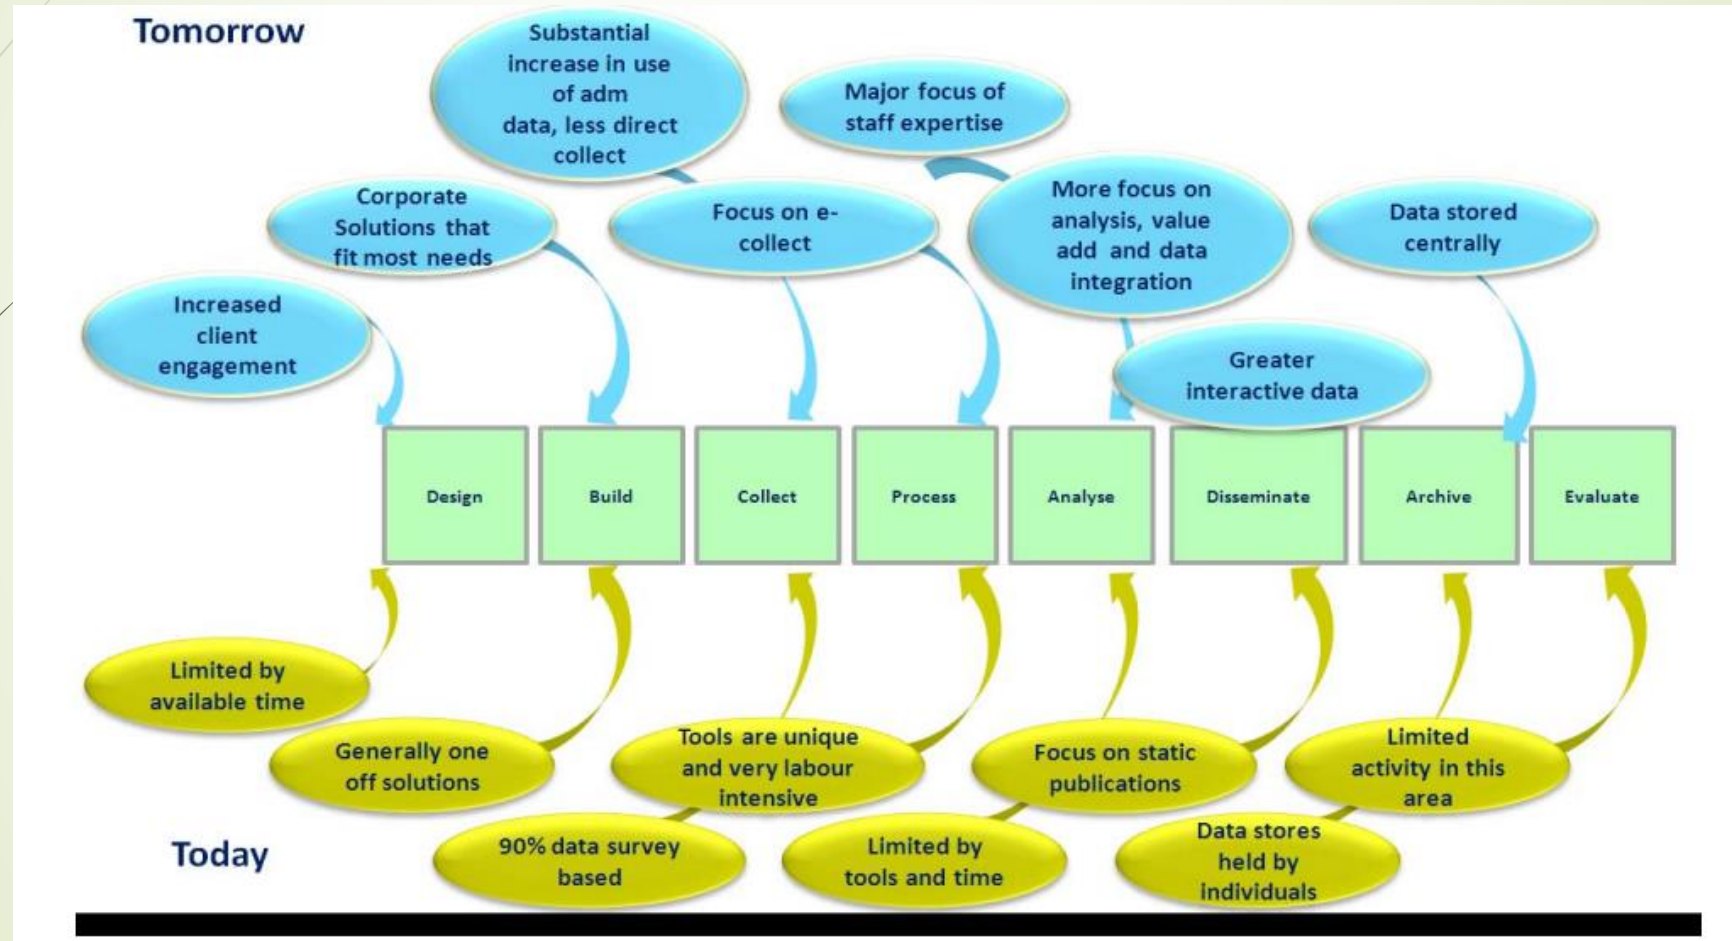 Tomorrow
Substantial
increase in use
of adm
data, less direct
collect
Major focus of
staff expertise
Corporate
Solutions that
fit most needs
Focus on e-
collect
More focus on
analysis, value
add and data
integration
Data stored
centrally
Increased
client
engagement
Greater
interactive data
Design
Build
Collect
Process
Analyse
Disseminate
Archive
Evaluate
Limited by
available time
Generally one
off solutions
Tools are unique
and very labour
intensive
Focus on static
publications
Limited
activity in this
area
Today
90% data survey
based
Limited by
tools and time
Data stores
held by
individuals